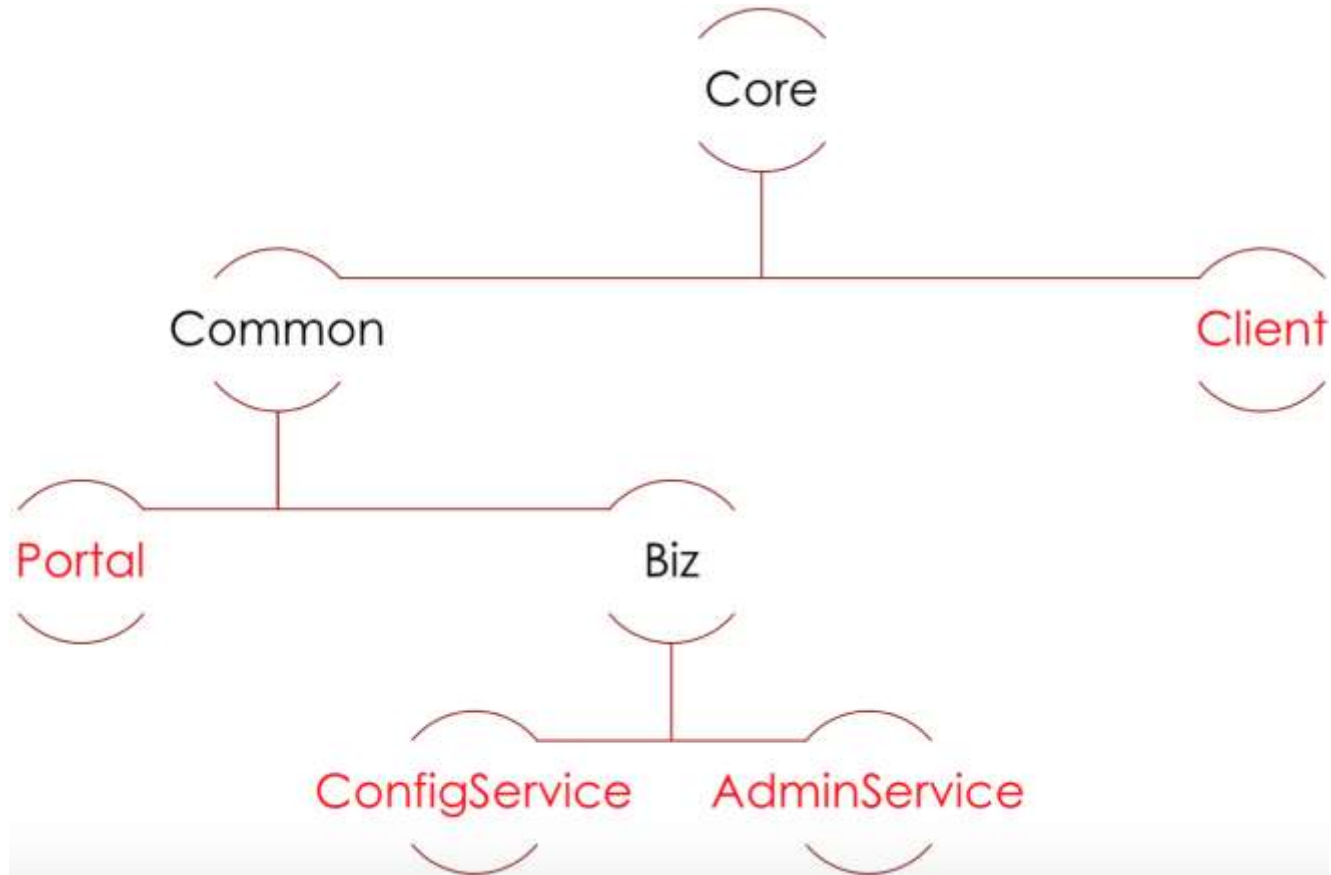 Core
Common
Client
Portal
Biz
ConfigService
AdminService